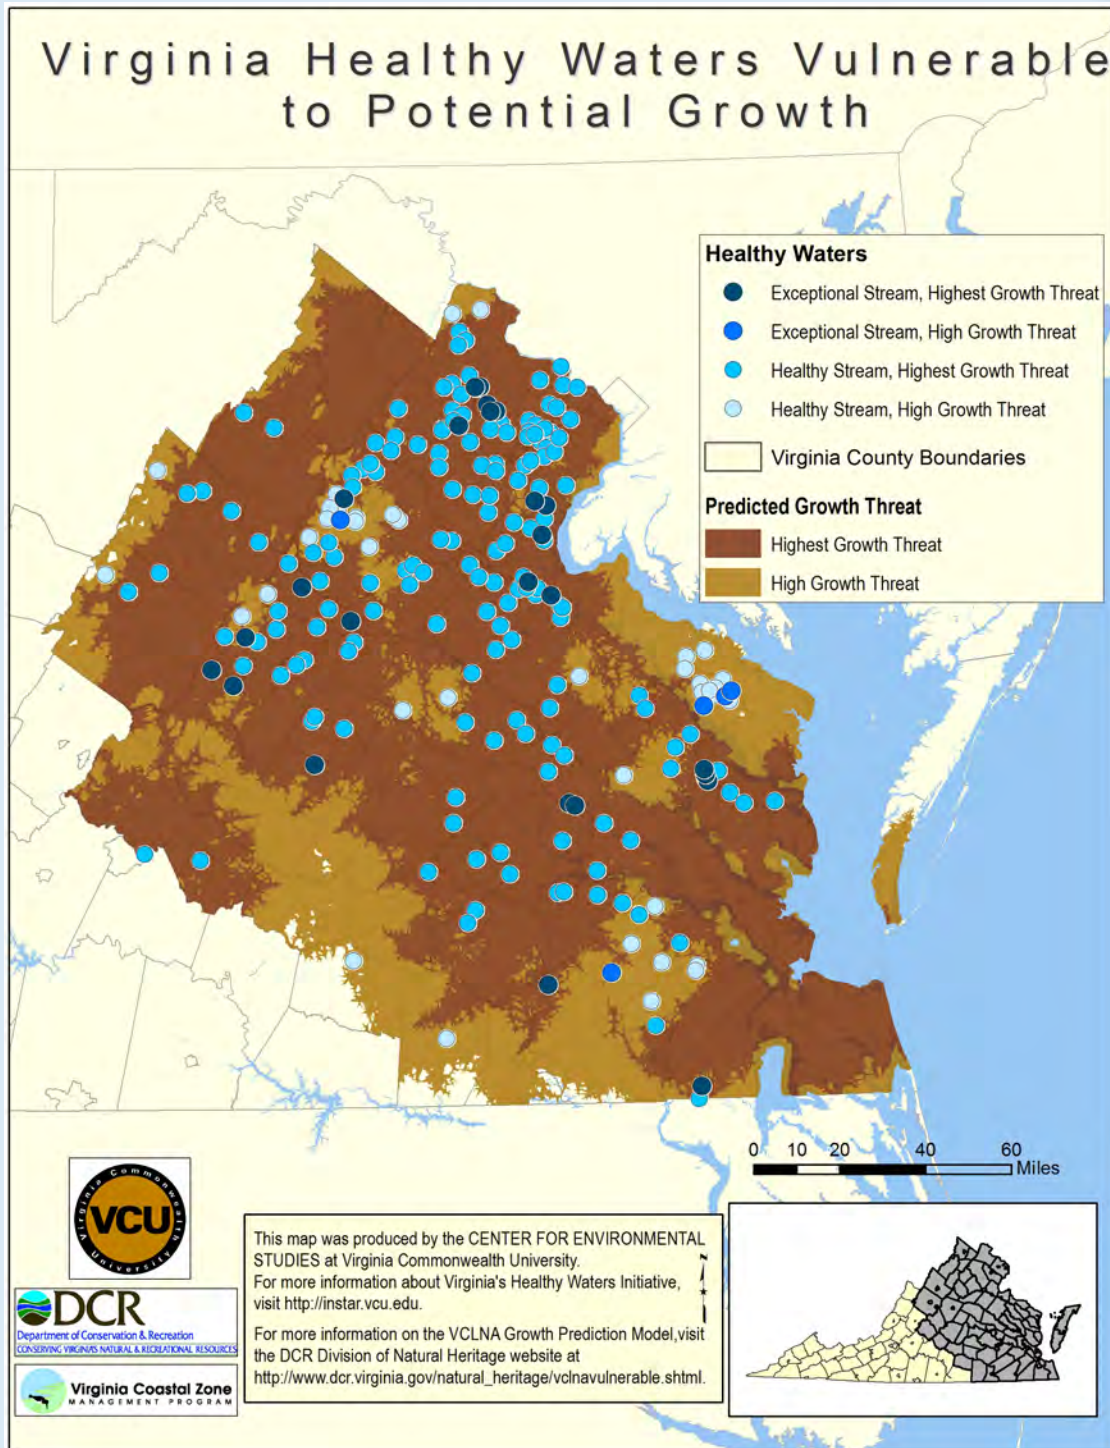 Virginia Healthy Waters Vulnerable
to Potential Growth
Healthy Waters
Exceptional Stream, Highest Growth Threat
Exceptional Stream, High Growth Threat
Healthy Stream, Highest Growth Threat
Healthy Stream, High Growth Threat
Virginia County Boundaries
Predicted Growth Threat
Highest Growth Threat
High Growth Threat
0 10 20 40 60
Miles
Virginia Commonwealth University
VCU
DCR
Department of Conservation & Recreation
CONSERVING VIRGINIA'S NATURAL & RECREATIONAL RESOURCES
Virginia Coastal Zone
MANAGEMENT PROGRAM
This map was produced by the CENTER FOR ENVIRONMENTAL
STUDIES at Virginia Commonwealth University.
For more information about Virginia's Healthy Waters Initiative,
visit http://instar.vcu.edu.
For more information on the VCLNA Growth Prediction Model,visit
the DCR Division of Natural Heritage website at
http://www.dcr.virginia.gov/natural_heritage/vclnavulnerable.shtml.
N